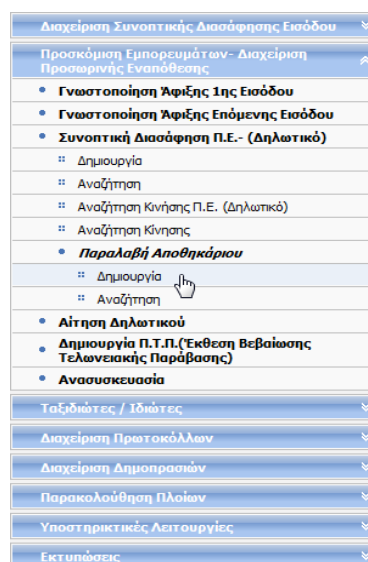 Διαχείριση Συνοπτικής Διασάφησης Εισόδου
Προσκόμιση Εμπορευμάτων- Διαχείριση
Προσωρινής Εναπόθεσης
Γνωστοποίηση Άφιξης 1ης Εισόδου
Γνωστοποίηση Άφιξης Επόμενης Εισόδου
Συνοπτική Διασάφηση Π.Ε.- (Δηλωτικό)
Δημιουργία
Αναζήτηση
Αναζήτηση Κινήσης Π.Ε. (Δηλωτικό)
Αναζήτηση Κίνησης
Παραλαβή Αποθηκάριου
Δημιουργία
Αναζήτηση
Αίτηση Δηλωτικού
Δημιουργία Π.Τ.Π.(Έκθεση Βεβαίωσης
Τελωνειακής Παράβασης)
Ανασυσκευασία
Ταξιδιώτες / Ιδιώτες
Διαχείριση Πρωτοκόλλων
Διαχείριση Δημοπρασιών
Παρακολούθηση Πλοίων
Υποστηρικτικές Λειτουργίες
Εκτυπώσεις